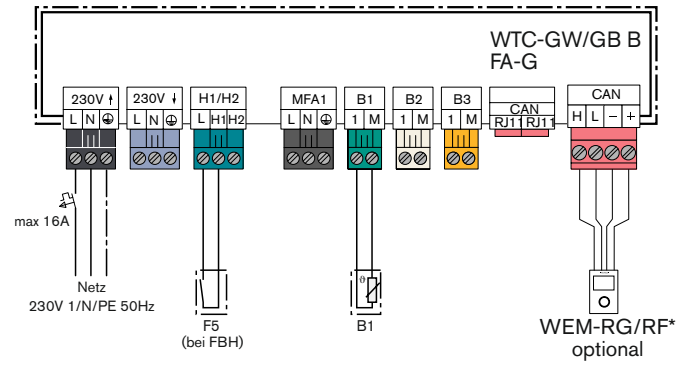 WTC-GW/GB B
FA-G
230V ↑ 230V ↓ H1/H2 MFA1 B1 B2 B3 CAN CAN
L N L N L H1 H2 L N 1 M 1 M 1 M RJ11 RJ11 H L − +
max 16A
Netz
230V 1/N/PE 50Hz
F5
(bei FBH)
ϑ
B1
WEM-RG/RF*
optional